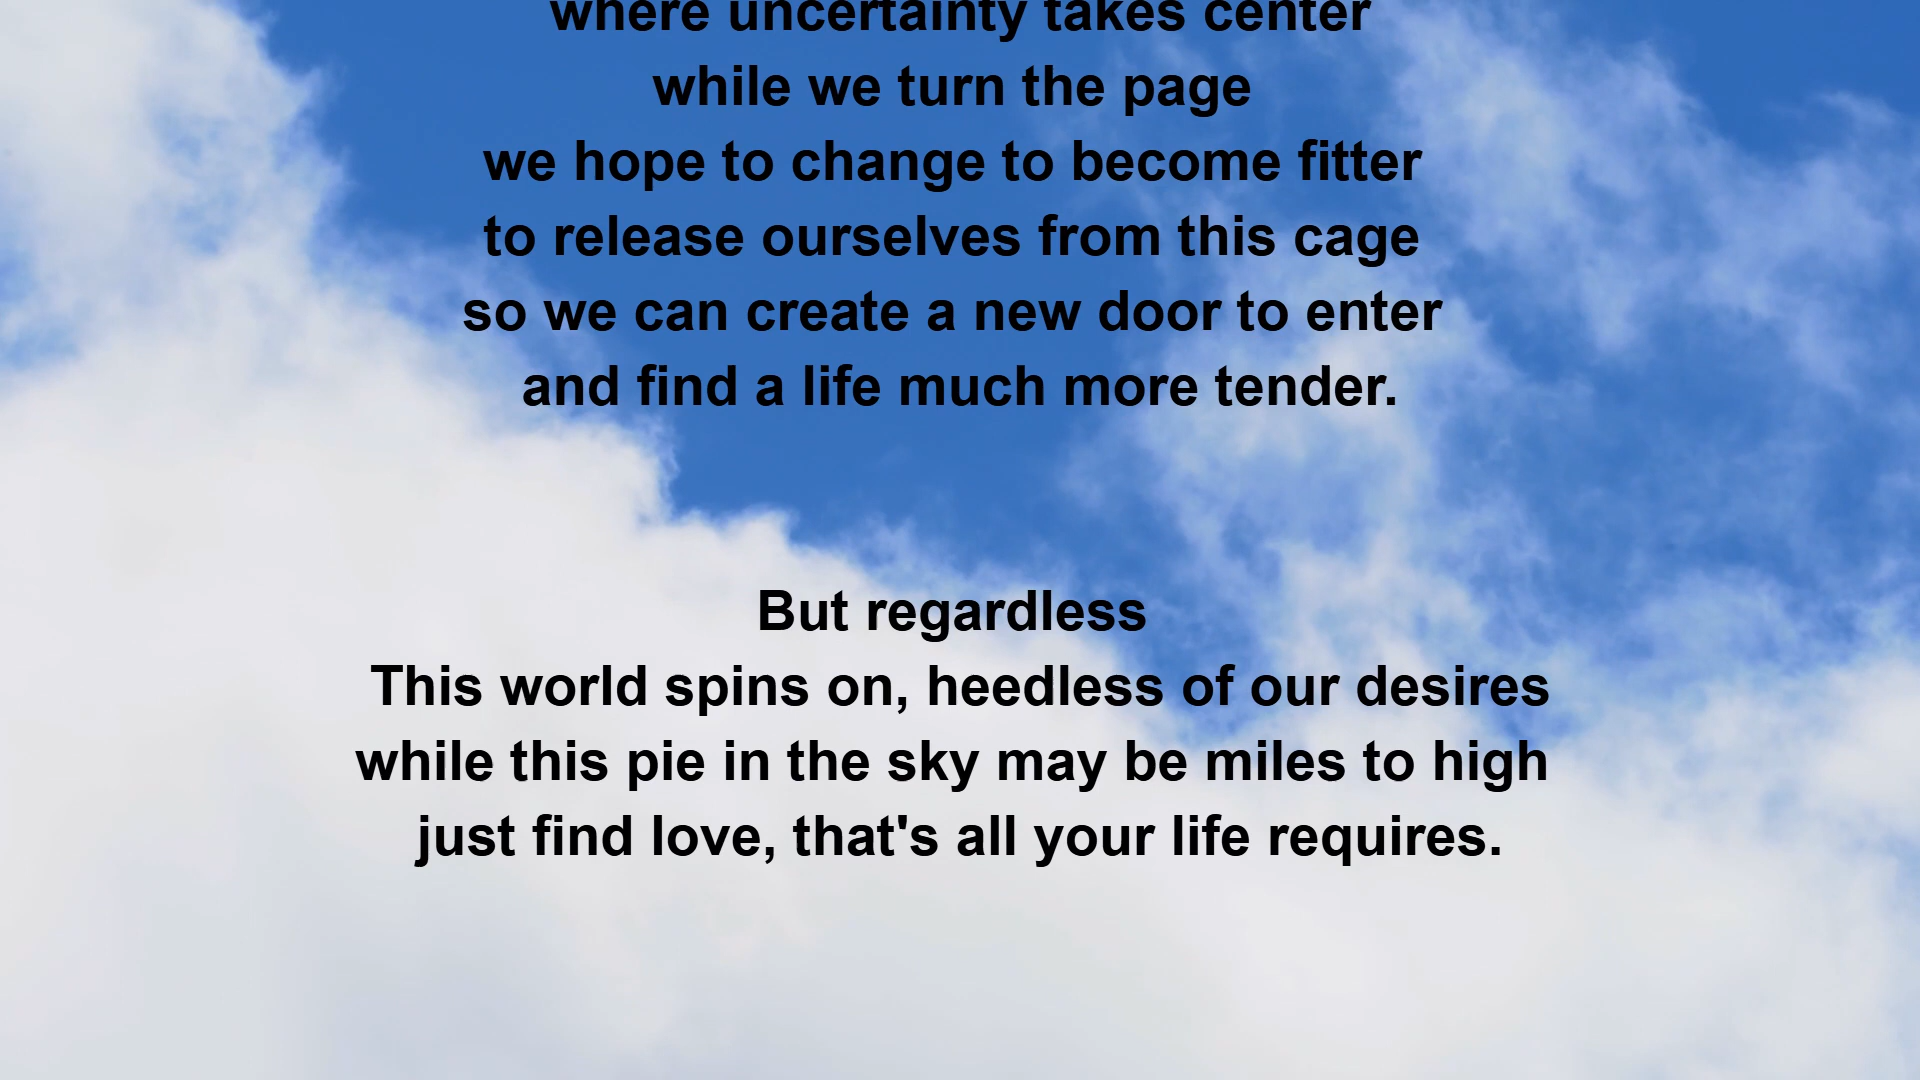 where uncertainty takes center
while we turn the page
we hope to change to become fitter
to release ourselves from this cage
so we can create a new door to enter
and find a life much more tender.
But regardless
This world spins on, heedless of our desires
while this pie in the sky may be miles to high
just find love, that's all your life requires.